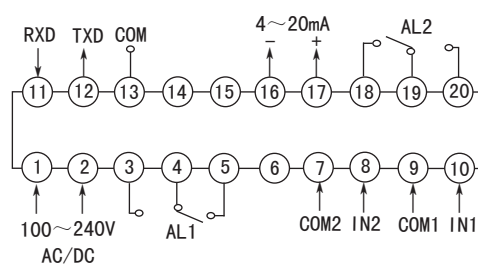 4～20mA
RXD TXD COM － ＋ AL2
11 12 13 14 15 16 17 18 19 20
1 2 3 4 5 6 7 8 9 10
100～240V AL1 COM2 IN2 COM1 IN1
AC/DC